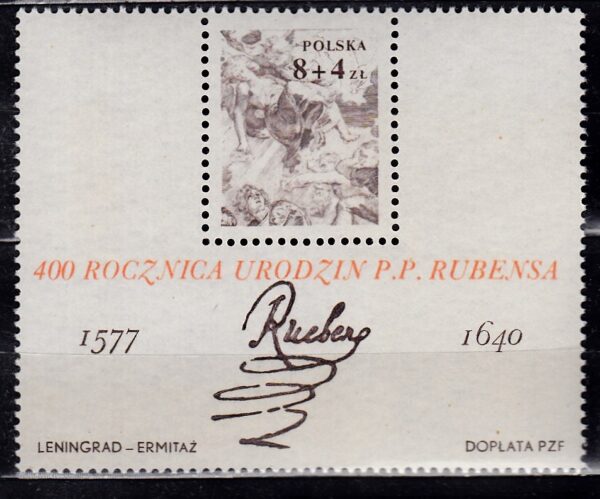 POLSKA
8+4 ZŁ
400 ROCZNICA URODZIN P.P. RUBENSA
1577
1640
LENINGRAD – ERMITAŻ
DOPŁATA PZF